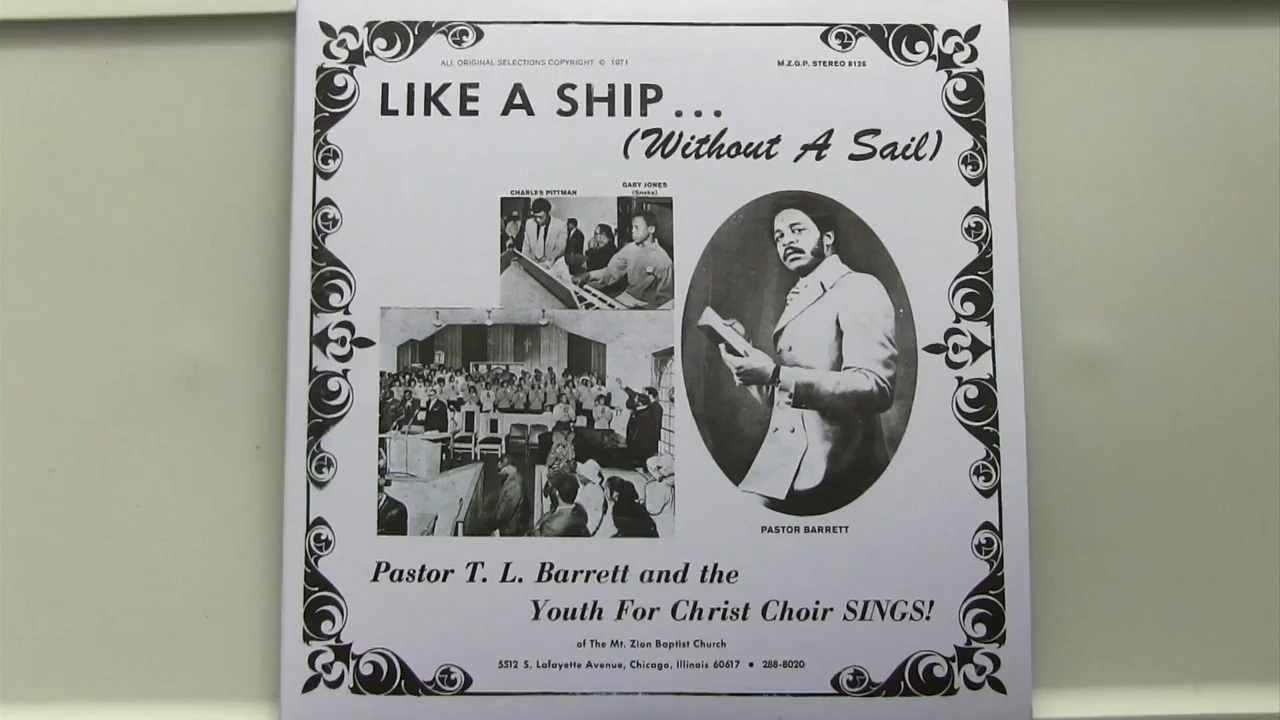 ALL ORIGINAL SELECTIONS COPYRIGHT © 1971
M.Z.G.P. STEREO 8126
LIKE A SHIP...
(Without A Sail)
CHARLES PITTMAN
GARY JONES
(Snake)
PASTOR BARRETT
Pastor T. L. Barrett and the
Youth For Christ Choir SINGS!
of The Mt. Zion Baptist Church
5512 S. Lafayette Avenue, Chicago, Illinois 60617 • 288-8020